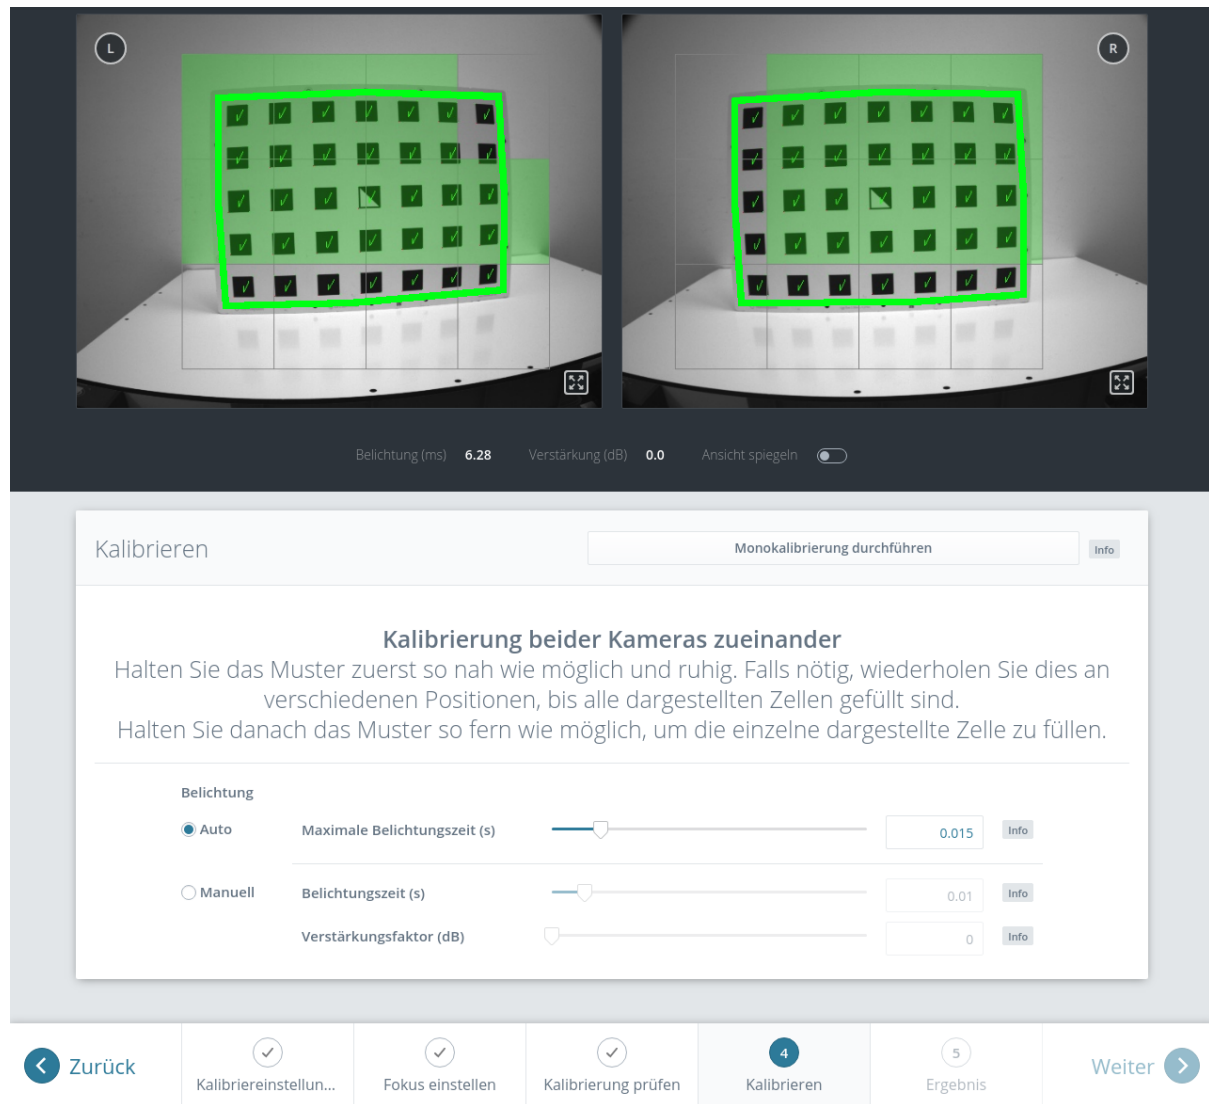 L
R
Belichtung (ms) 6.28 Verstärkung (dB) 0.0 Ansicht spiegeln
Kalibrieren
Monokalibrierung durchführen
Info
Kalibrierung beider Kameras zueinander
Halten Sie das Muster zuerst so nah wie möglich und ruhig. Falls nötig, wiederholen Sie dies an
verschiedenen Positionen, bis alle dargestellten Zellen gefüllt sind.
Halten Sie danach das Muster so fern wie möglich, um die einzelne dargestellte Zelle zu füllen.
Belichtung
Auto Maximale Belichtungszeit (s) 0.015 Info
Manuell Belichtungszeit (s) 0.01 Info
Verstärkungsfaktor (dB) 0 Info
Zurück
Kalibriereinstellun...
Fokus einstellen
Kalibrierung prüfen
4
Kalibrieren
5
Ergebnis
Weiter